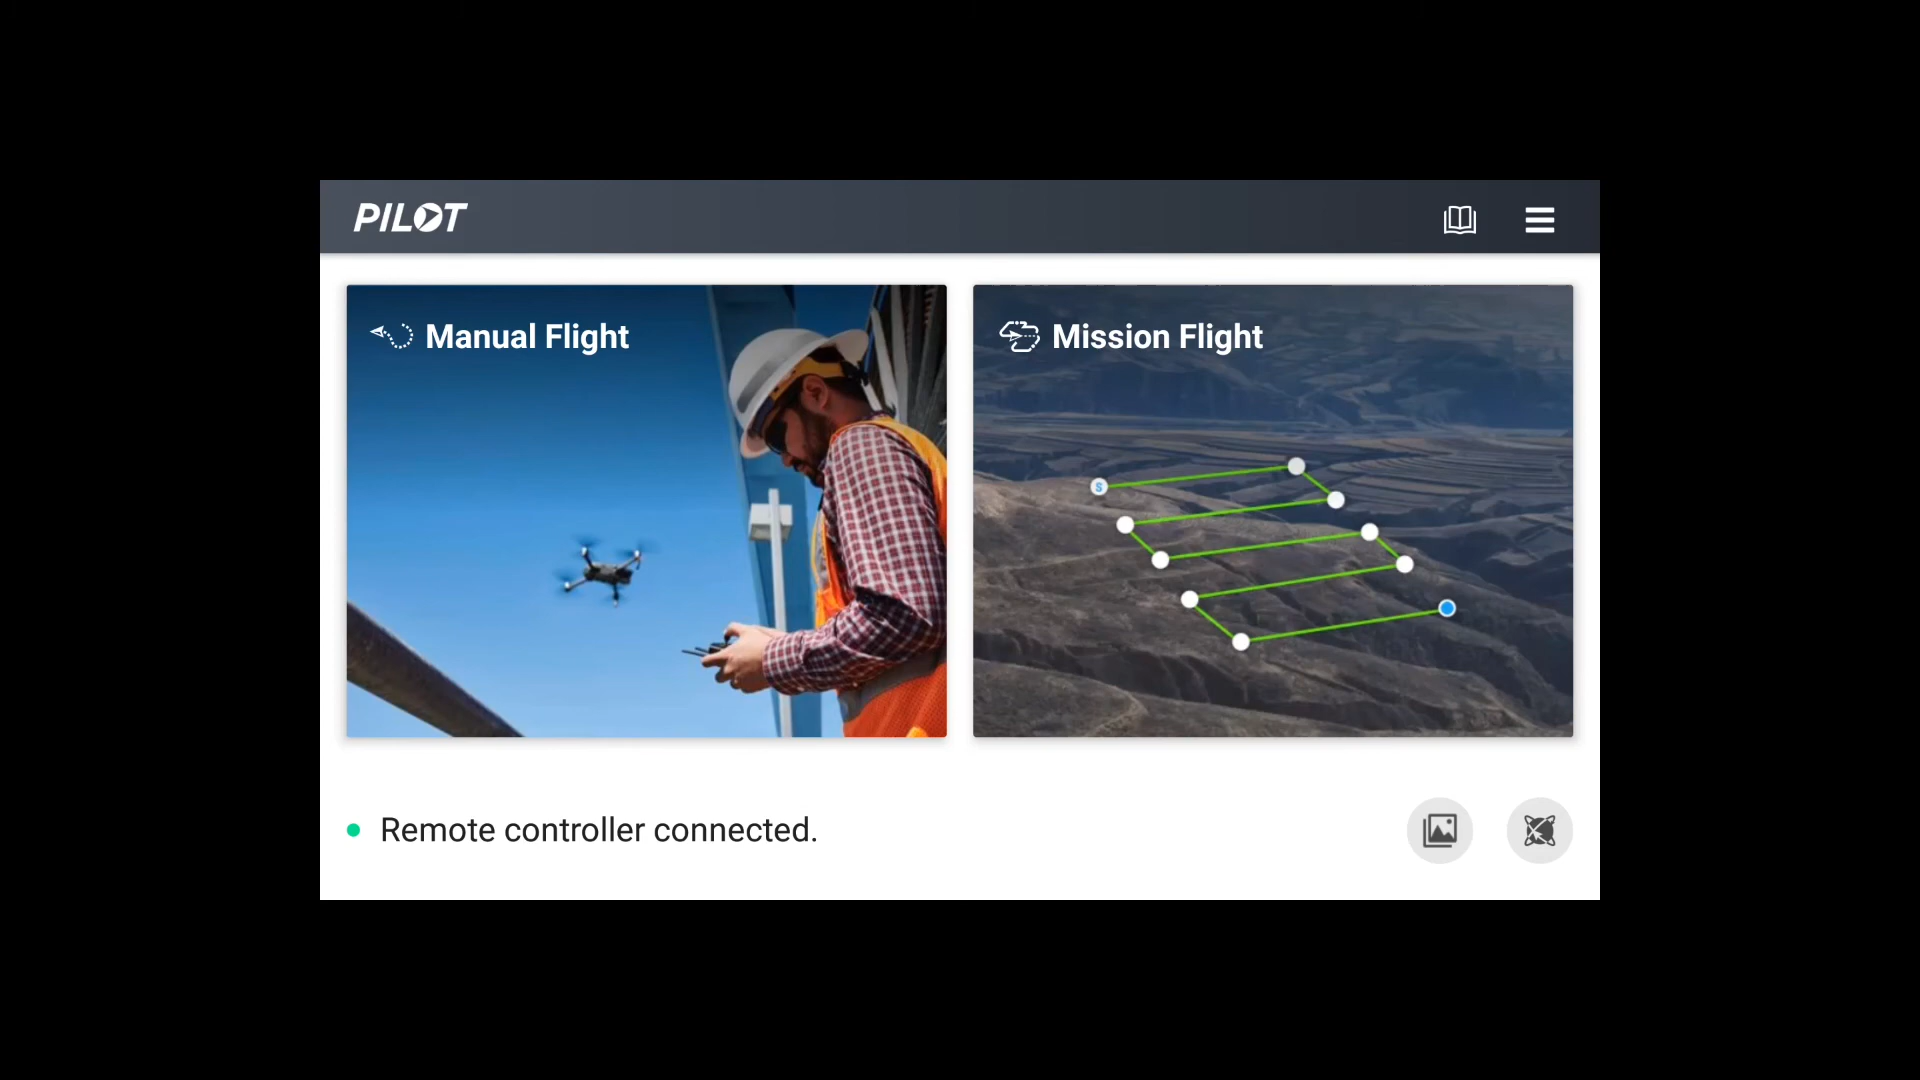 PILOT
Manual Flight
Mission Flight
S
Remote controller connected.